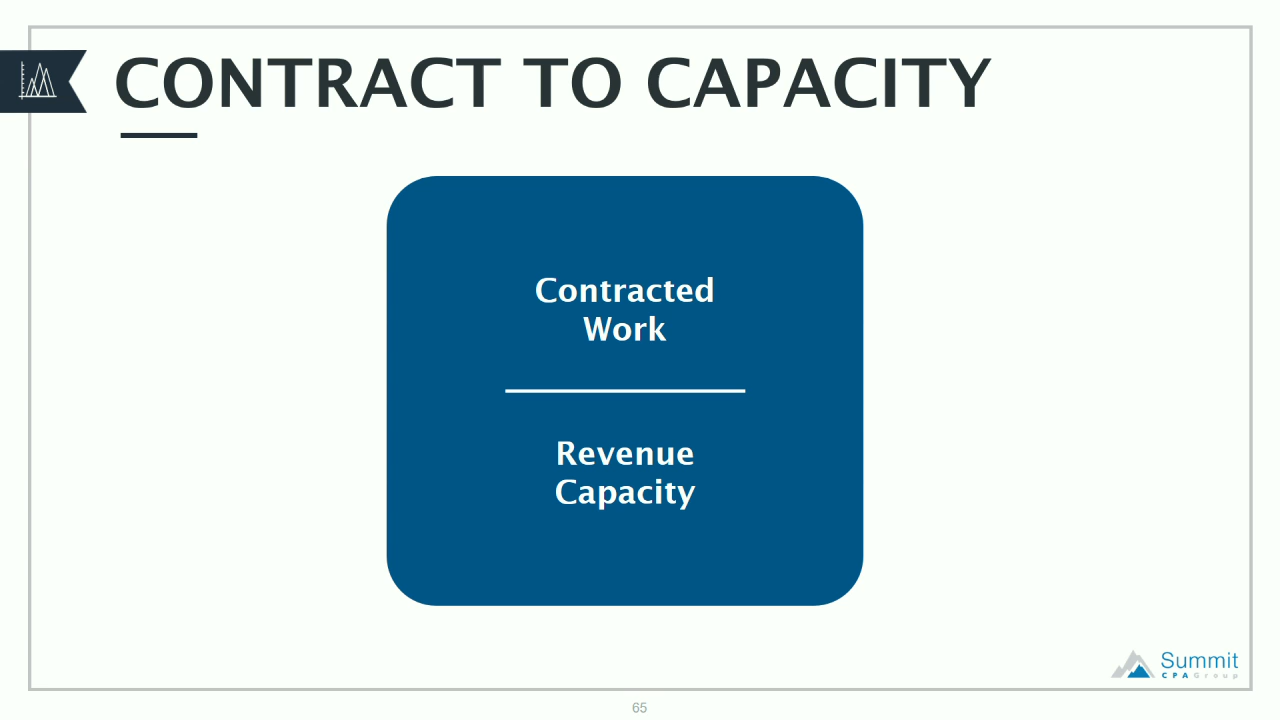 CONTRACT TO CAPACITY
Contracted
Work
Revenue
Capacity
Summit
CPA Group
65